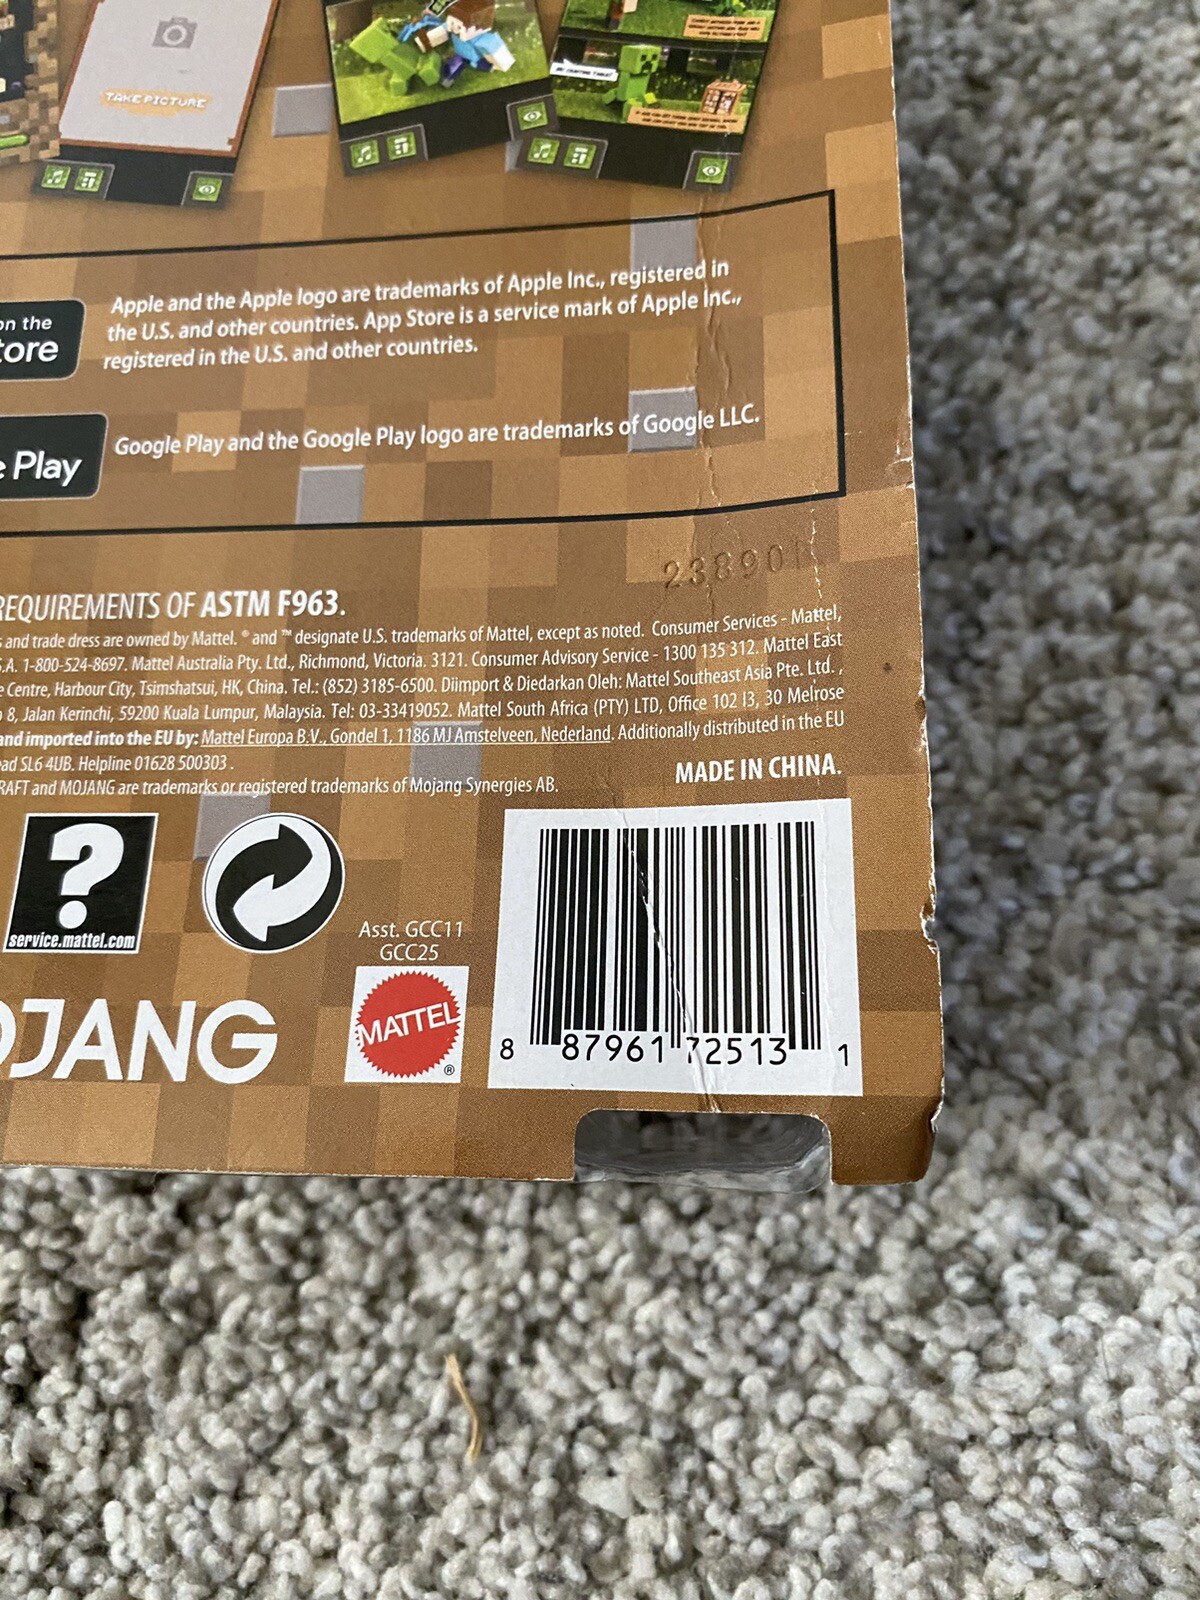 TAKE PICTURE
on the
tore
Apple and the Apple logo are trademarks of Apple Inc., registered in
the U.S. and other countries. App Store is a service mark of Apple Inc.,
registered in the U.S. and other countries.
e Play
Google Play and the Google Play logo are trademarks of Google LLC.
23890
REQUIREMENTS OF ASTM F963.
s and trade dress are owned by Mattel. ® and ™ designate U.S. trademarks of Mattel, except as noted. Consumer Services - Mattel,
S.A. 1-800-524-8697. Mattel Australia Pty. Ltd., Richmond, Victoria. 3121. Consumer Advisory Service - 1300 135 312. Mattel East
e Centre, Harbour City, Tsimshatsui, HK, China. Tel.: (852) 3185-6500. Diimport & Diedarkan Oleh: Mattel Southeast Asia Pte. Ltd.,
8, Jalan Kerinchi, 59200 Kuala Lumpur, Malaysia. Tel: 03-33419052. Mattel South Africa (PTY) LTD, Office 102 I3, 30 Melrose
and imported into the EU by: Mattel Europa B.V., Gondel 1, 1186 MJ Amstelveen, Nederland. Additionally distributed in the EU
ead SL6 4UB. Helpline 01628 500303.
RAFT and MOJANG are trademarks or registered trademarks of Mojang Synergies AB.
MADE IN CHINA.
?
service.mattel.com
Asst. GCC11
GCC25
OJANG
MATTEL®
8 87961 72513 1